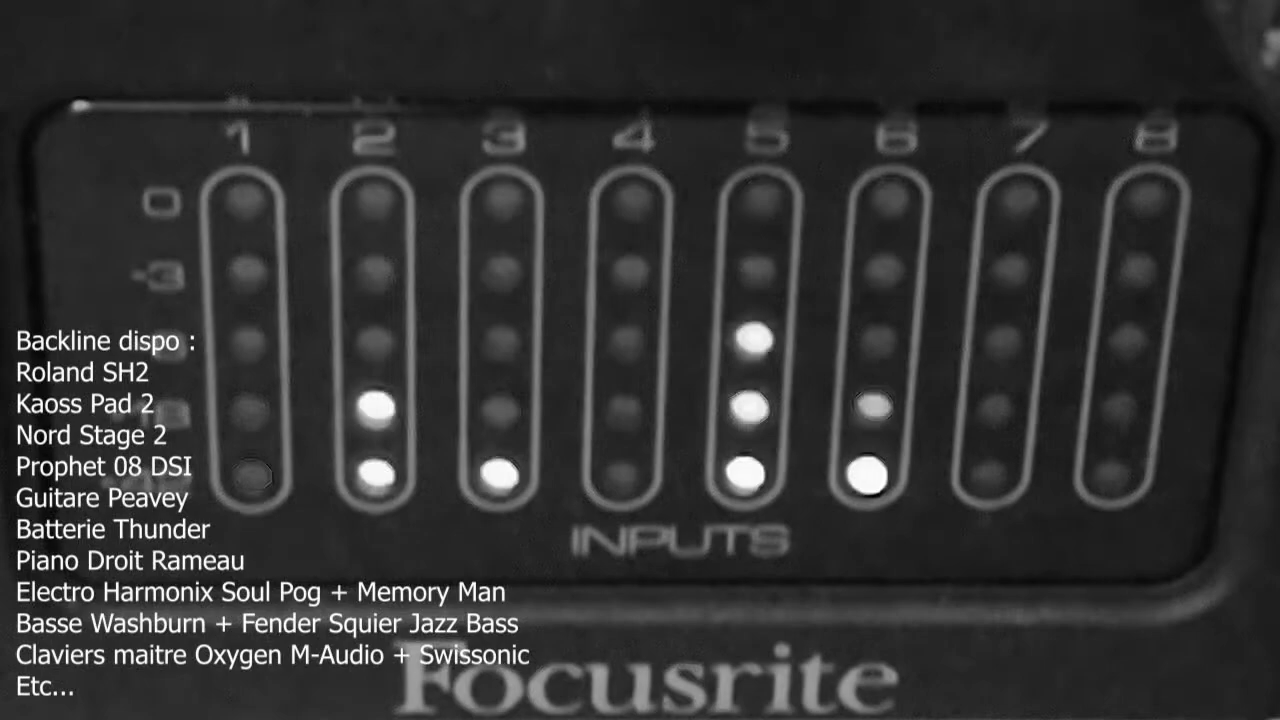 1 2 3 4 5 6 7 8
0
-3
Backline dispo :
Roland SH2
Kaoss Pad 2
Nord Stage 2
Prophet 08 DSI
Guitare Peavey
Batterie Thunder
Piano Droit Rameau
INPUTS
Electro Harmonix Soul Pog + Memory Man
Basse Washburn + Fender Squier Jazz Bass
Claviers maitre Oxygen M-Audio + Swissonic
Etc...
Focusrite